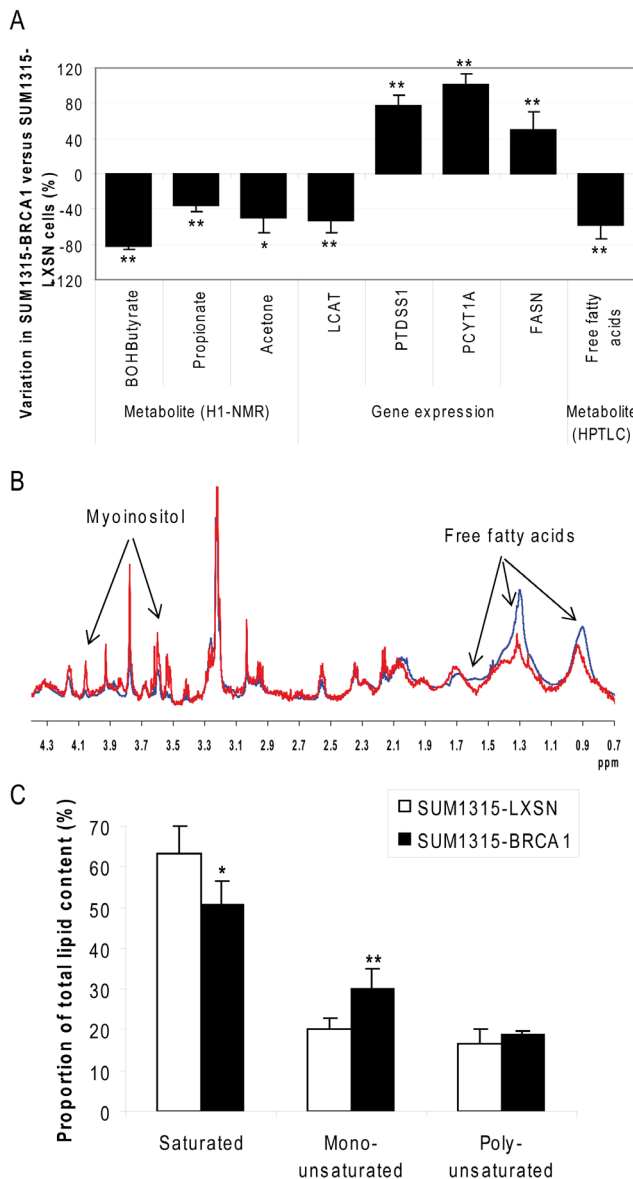 A
Variation in SUM1315-BRCA1 versus SUM1315-
LXSN cells (%)
120
80
40
0
-40
-80
-120
**
**
*
**
**
**
**
**
BOHButyrate
Propionate
Acetone
LCAT
PTDSS1
PCYT1A
FASN
Free fatty
acids
Metabolite (H1-NMR)
Gene expression
Metabolite
(HPTLC)
B
Myoinositol
Free fatty acids
4.3 4.1 3.9 3.7 3.5 3.3 3.1 2.9 2.7 2.5 2.3 2.1 1.9 1.7 1.5 1.3 0.9 0.7
ppm
C
SUM1315-LXSN
SUM1315-BRCA1
Proportion of total lipid content (%)
70
60
50
40
30
20
10
0
*
**
Saturated
Mono-
unsaturated
Poly-
unsaturated